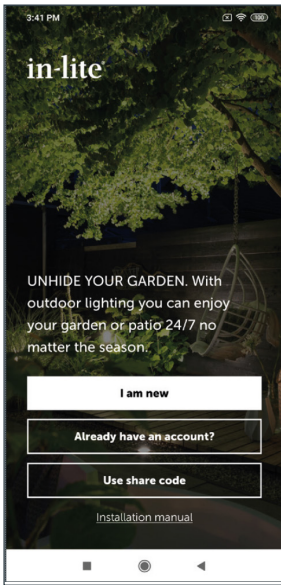 3:41 PM
100
in-lite
UNHIDE YOUR GARDEN. With
outdoor lighting you can enjoy
your garden or patio 24/7 no
matter the season.
I am new
Already have an account?
Use share code
Installation manual